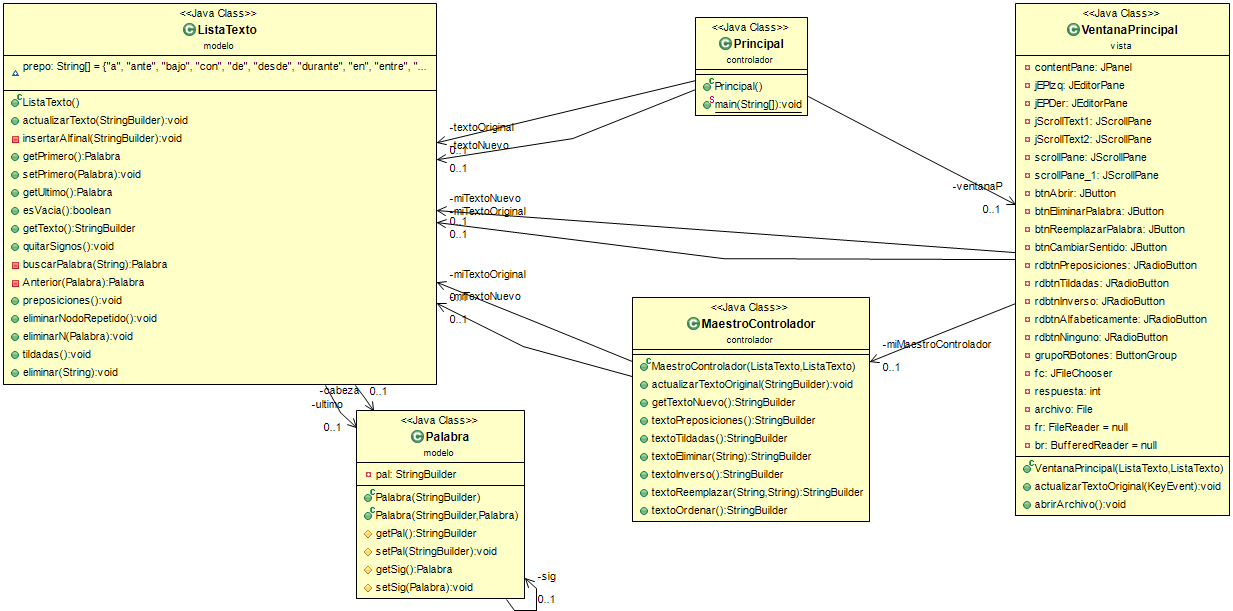 <<Java Class>>
ListaTexto
modelo
prepo: String[] = {"a", "ante", "bajo", "con", "de", "desde", "durante", "en", "entre", "...
ListaTexto()
actualizarTexto(StringBuilder):void
insertarAlfinal(StringBuilder):void
getPrimero():Palabra
setPrimero(Palabra):void
getUltimo():Palabra
esVacia():boolean
getTexto():StringBuilder
quitarSignos():void
buscarPalabra(String):Palabra
Anterior(Palabra):Palabra
preposiciones():void
eliminarNodoRepetido():void
eliminarN(Palabra):void
tildadas():void
eliminar(String):void
<<Java Class>>
Principal
controlador
Principal()
main(String[]):void
<<Java Class>>
VentanaPrincipal
vista
contentPane: JPanel
jEPIzq: JEditorPane
jEPDer: JEditorPane
jScrollText1: JScrollPane
jScrollText2: JScrollPane
scrollPane: JScrollPane
scrollPane_1: JScrollPane
btnAbrir: JButton
btnEliminarPalabra: JButton
btnReemplazarPalabra: JButton
btnCambiarSentido: JButton
rdbtnPreposiciones: JRadioButton
rdbtnTildadas: JRadioButton
rdbtnInverso: JRadioButton
rdbtnAlfabeticamente: JRadioButton
rdbtnNinguno: JRadioButton
grupoRBotones: ButtonGroup
fc: JFileChooser
respuesta: int
archivo: File
fr: FileReader = null
br: BufferedReader = null
VentanaPrincipal(ListaTexto,ListaTexto)
actualizarTextoOriginal(KeyEvent):void
abrirArchivo():void
-textoOriginal
0..1
-textoNuevo
0..1
-ventanaP
0..1
-miTextoNuevo
-miTextoOriginal
0..1
0..1
-miTextoOriginal
0..1
-miTextoNuevo
0..1
-miMaestroControlador
0..1
<<Java Class>>
MaestroControlador
controlador
MaestroControlador(ListaTexto,ListaTexto)
actualizarTextoOriginal(StringBuilder):void
getTextoNuevo():StringBuilder
textoPreposiciones():StringBuilder
textoTildadas():StringBuilder
textoEliminar(String):StringBuilder
textoInverso():StringBuilder
textoReemplazar(String,String):StringBuilder
textoOrdenar():StringBuilder
-cabeza
0..1
-ultimo
0..1
<<Java Class>>
Palabra
modelo
pal: StringBuilder
Palabra(StringBuilder)
Palabra(StringBuilder,Palabra)
getPal():StringBuilder
setPal(StringBuilder):void
getSig():Palabra
setSig(Palabra):void
-sig
0..1